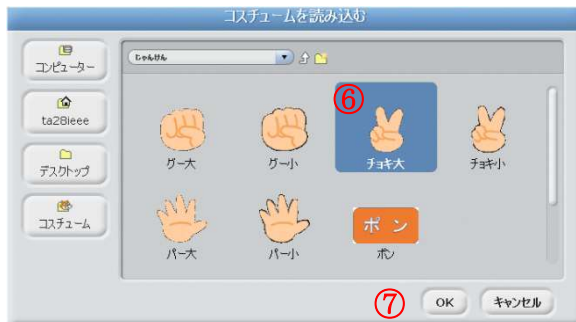 コスチュームを読み込む
コンピューター
ta28ieee
デスクトップ
コスチューム
じゃんけん
⑥
グー大
グー小
チョキ大
チョキ小
パー大
パー小
ポン
ポン
⑦
OK
キャンセル